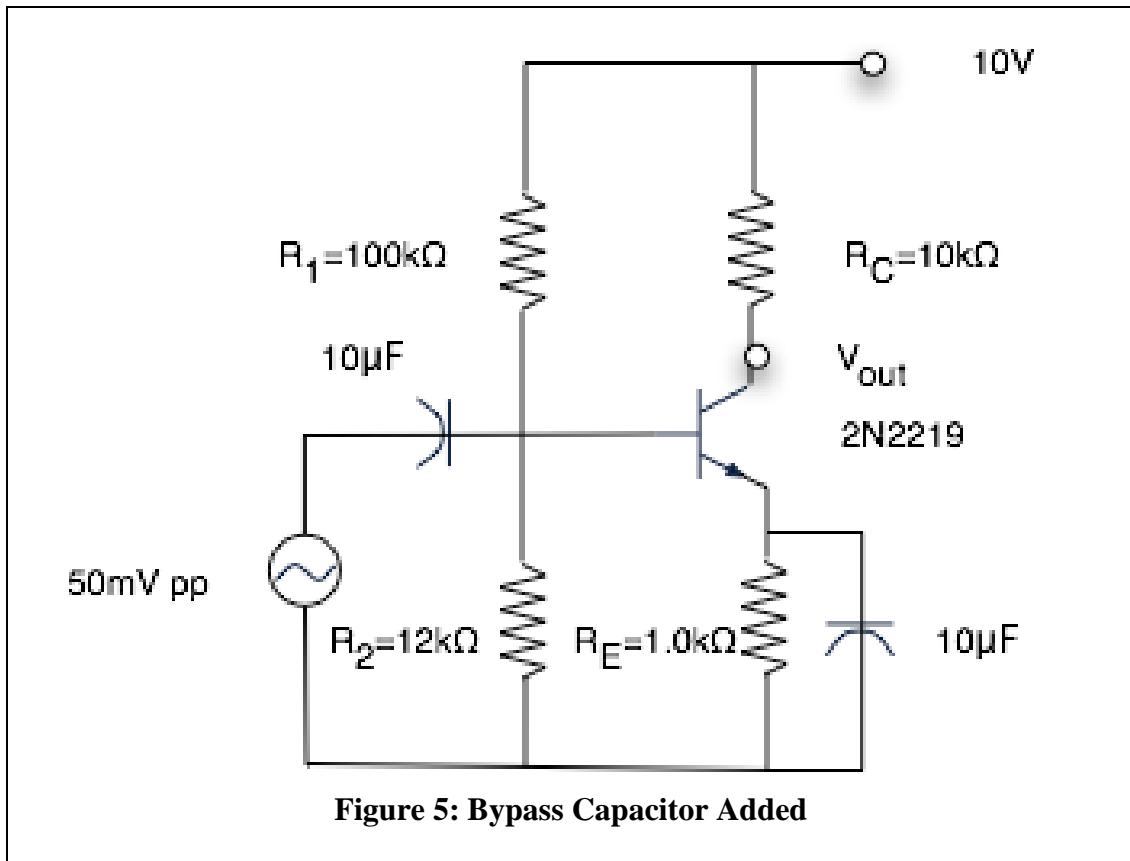 10V
R1=100kΩ
RC=10kΩ
10µF
Vout
2N2219
50mV pp
R2=12kΩ
RE=1.0kΩ
10µF
Figure 5: Bypass Capacitor Added